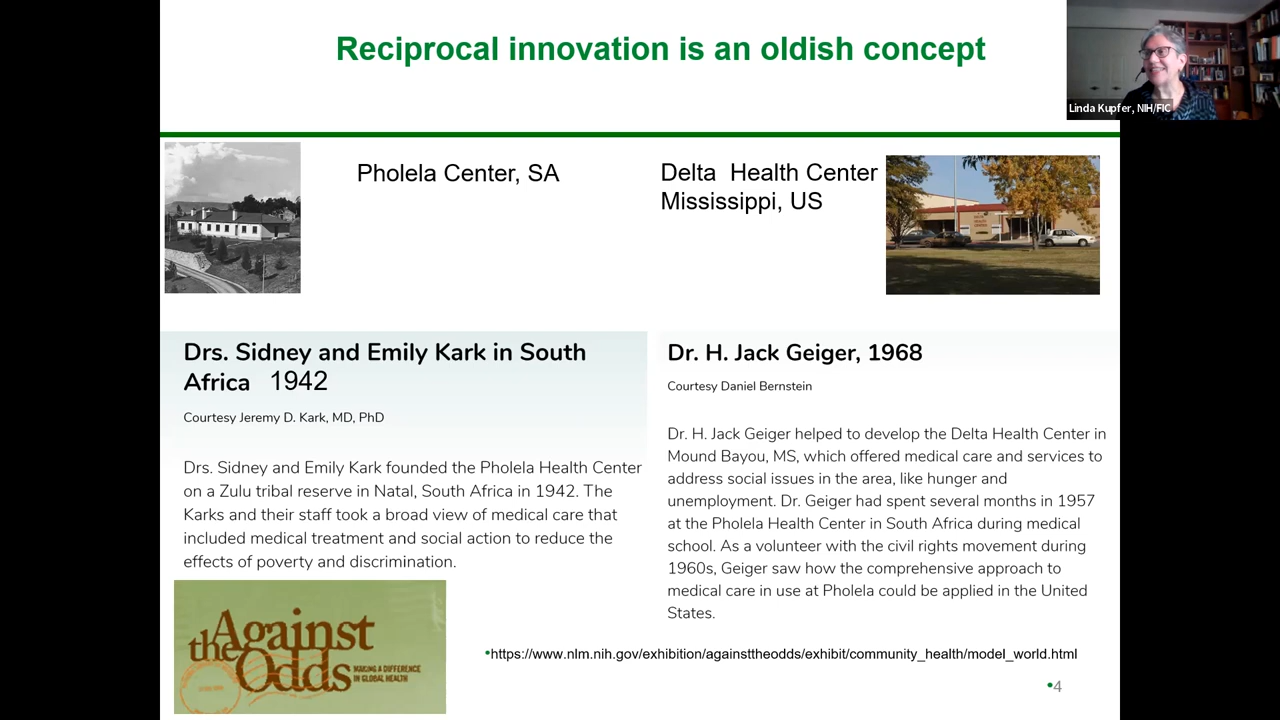 Reciprocal innovation is an oldish concept
Linda Kupfer, NIH/FIC
Pholela Center, SA
Delta Health Center
Mississippi, US
Drs. Sidney and Emily Kark in South
Africa 1942
Courtesy Jeremy D. Kark, MD, PhD
Drs. Sidney and Emily Kark founded the Pholela Health Center
on a Zulu tribal reserve in Natal, South Africa in 1942. The
Karks and their staff took a broad view of medical care that
included medical treatment and social action to reduce the
effects of poverty and discrimination.
Dr. H. Jack Geiger, 1968
Courtesy Daniel Bernstein
Dr. H. Jack Geiger helped to develop the Delta Health Center in
Mound Bayou, MS, which offered medical care and services to
address social issues in the area, like hunger and
unemployment. Dr. Geiger had spent several months in 1957
at the Pholela Health Center in South Africa during medical
school. As a volunteer with the civil rights movement during
1960s, Geiger saw how the comprehensive approach to
medical care in use at Pholela could be applied in the United
States.
Against
the Odds
MAKING A DIFFERENCE
IN GLOBAL HEALTH
•https://www.nlm.nih.gov/exhibition/againsttheodds/exhibit/community_health/model_world.html
•4